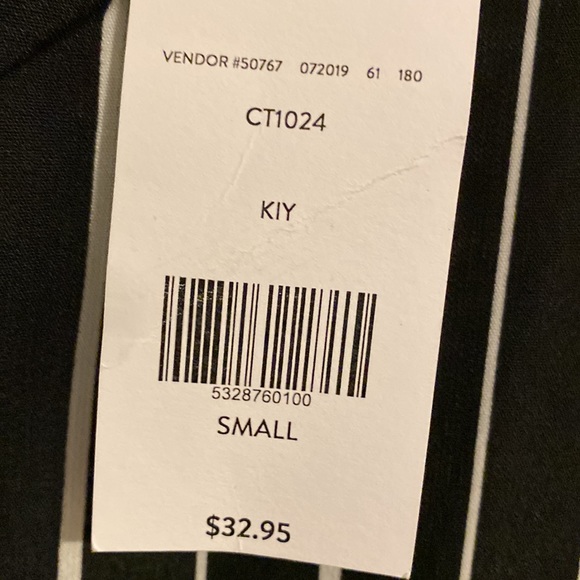 VENDOR #50767 072019 61 180
CT1024
KIY
5328760100
SMALL
$32.95